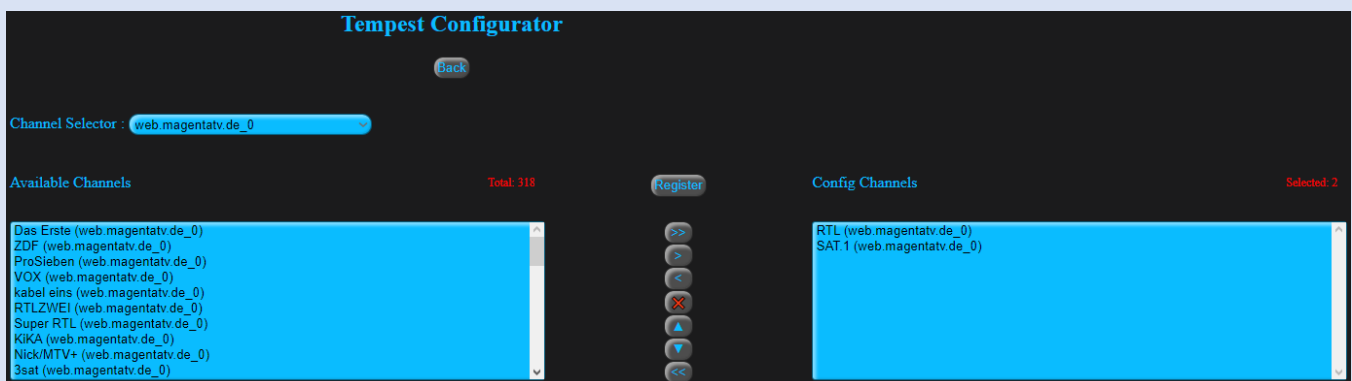 Tempest Configurator
Back
Channel Selector : web.magentatv.de_0
Available Channels Total: 318
Register
Config Channels Selected: 2
Das Erste (web.magentatv.de_0)
ZDF (web.magentatv.de_0)
ProSieben (web.magentatv.de_0)
VOX (web.magentatv.de_0)
kabel eins (web.magentatv.de_0)
RTLZWEI (web.magentatv.de_0)
Super RTL (web.magentatv.de_0)
KiKA (web.magentatv.de_0)
Nick/MTV+ (web.magentatv.de_0)
3sat (web.magentatv.de_0)
>>
>
<
<<
RTL (web.magentatv.de_0)
SAT.1 (web.magentatv.de_0)